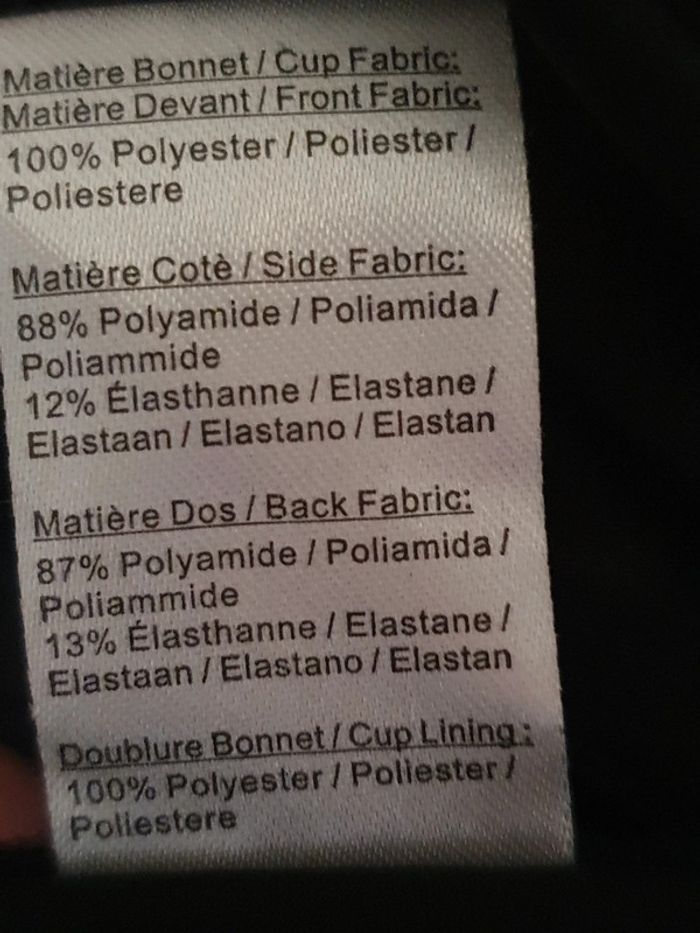 Matière Bonnet / Cup Fabric:
Matière Devant / Front Fabric:
100% Polyester / Poliester /
Poliestere
Matière Cotè / Side Fabric:
88% Polyamide / Poliamida /
Poliammide
12% Élasthanne / Elastane /
Elastaan / Elastano / Elastan
Matière Dos / Back Fabric:
87% Polyamide / Poliamida /
Poliammide
13% Élasthanne / Elastane /
Elastaan / Elastano / Elastan
Doublure Bonnet / Cup Lining :
100% Polyester / Poliester /
Poliestere